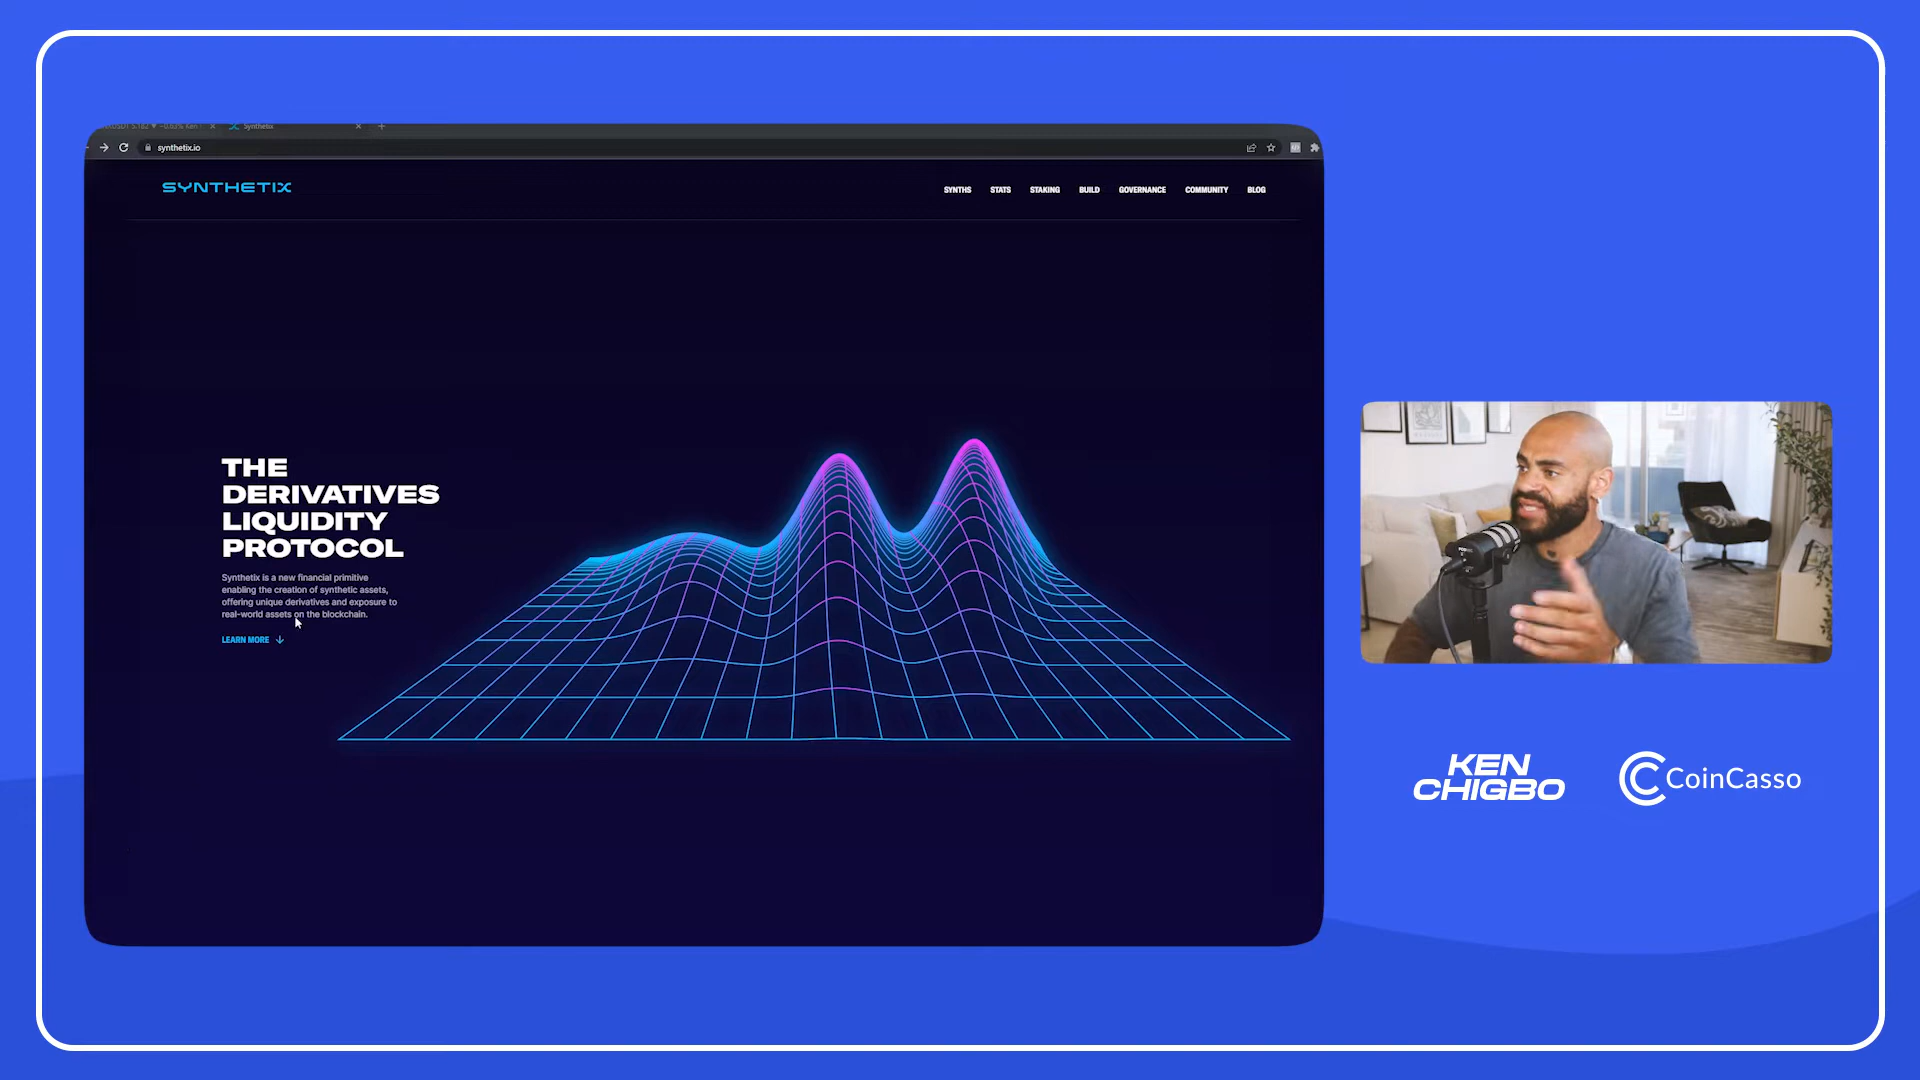 Synthetix
synthetix.io
SYNTHETIX
SYNTHS STATS STAKING BUILD GOVERNANCE COMMUNITY BLOG
THE
DERIVATIVES
LIQUIDITY
PROTOCOL
Synthetix is a new financial primitive
enabling the creation of synthetic assets,
offering unique derivatives and exposure to
real-world assets on the blockchain.
LEARN MORE
KEN
CHIGBO
CoinCasso